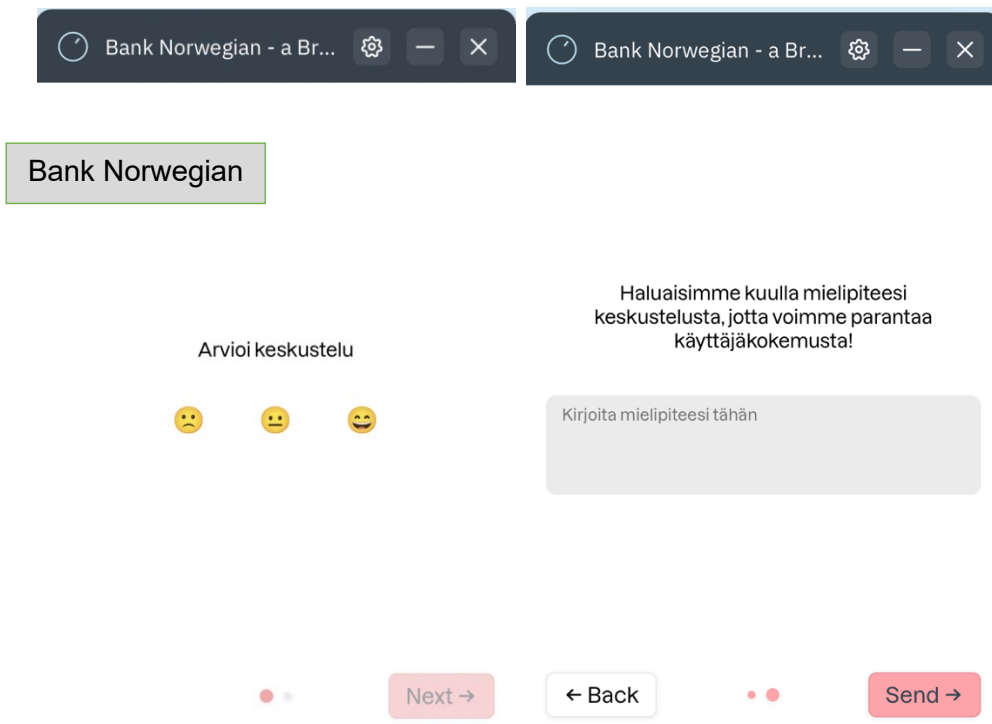 Bank Norwegian - a Br...
Bank Norwegian
Arvioi keskustelu
Next →
Bank Norwegian - a Br...
Haluaisimme kuulla mielipiteesi
keskustelusta, jotta voimme parantaa
käyttäjäkokemusta!
Kirjoita mielipiteesi tähän
← Back
Send →